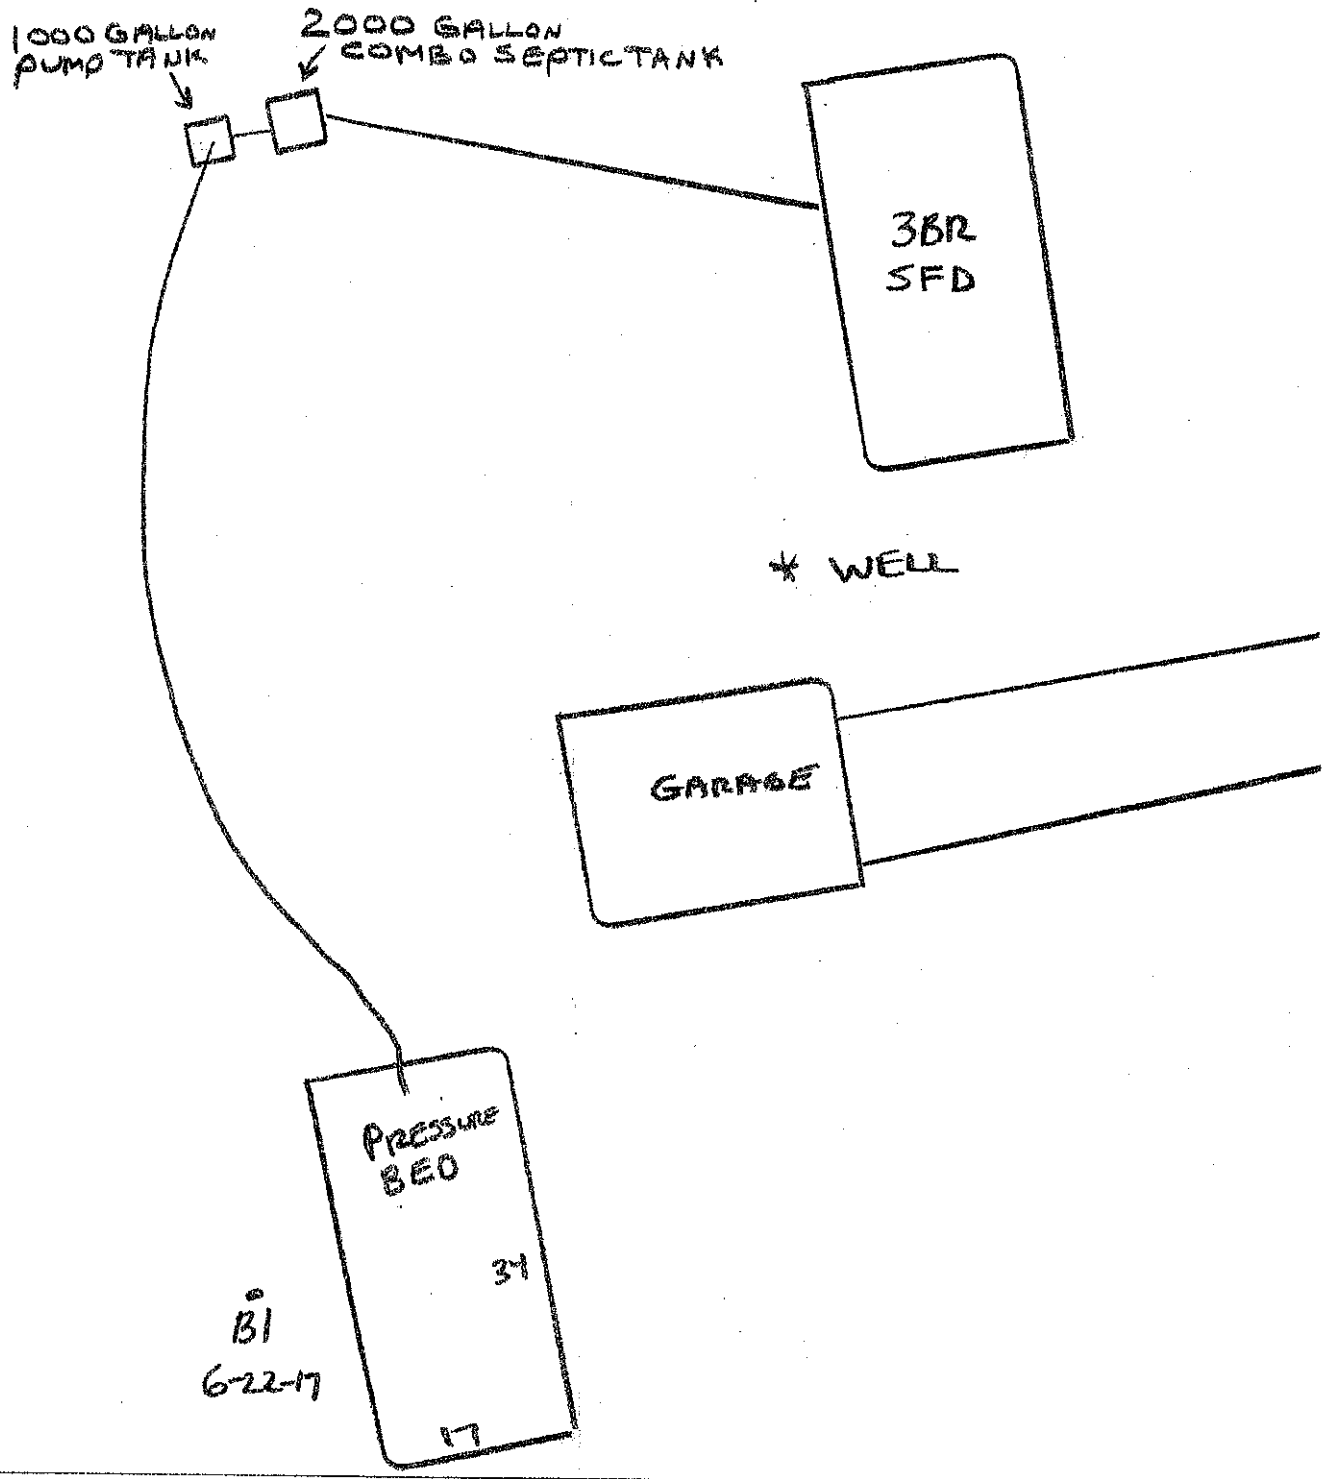 1000 GALLON
PUMP TANK
2000 GALLON
COMBO SEPTIC TANK
3BR
SFD
* WELL
GARAGE
PRESSURE
BED
34
B1
6-22-17
17